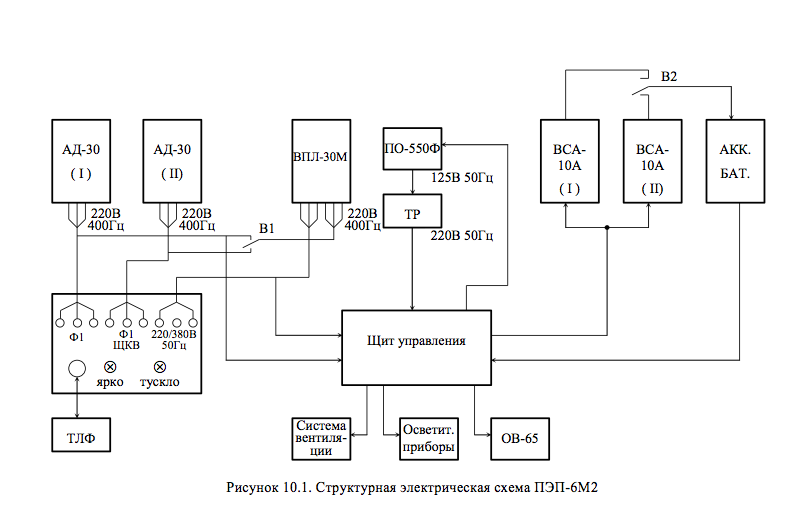 В2
АД-30
( I )
АД-30
( II)
ВПЛ-30М
ПО-550Ф
ВСА-
10А
( I )
ВСА-
10А
( II)
АКК.
БАТ.
125В 50Гц
220В
400Гц
220В
400Гц
220В
400Гц
В1
ТР
220В 50Гц
Ф1
Ф1
ЩКВ
220/380В
50Гц
ярко
тускло
Щит управления
ТЛФ
Система
вентиля-
ции
Осветит.
приборы
ОВ-65
Рисунок 10.1. Структурная электрическая схема ПЭП-6М2